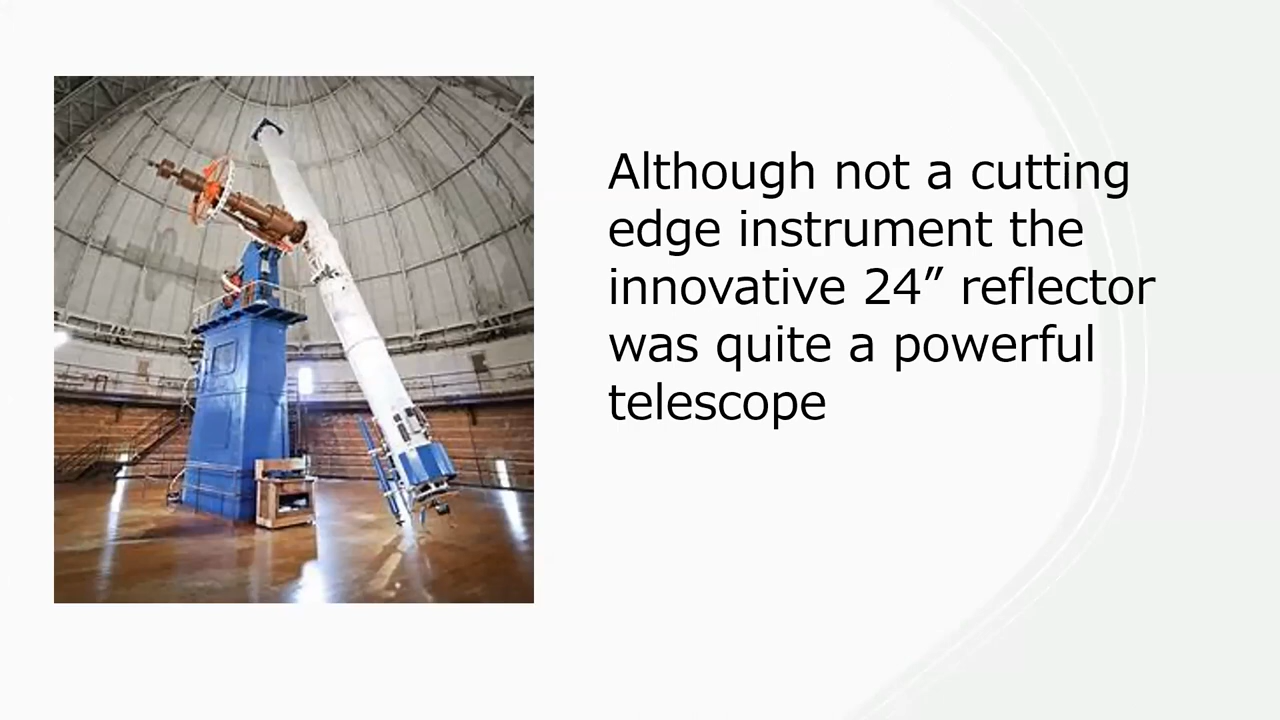 Although not a cutting
edge instrument the
innovative 24” reflector
was quite a powerful
telescope